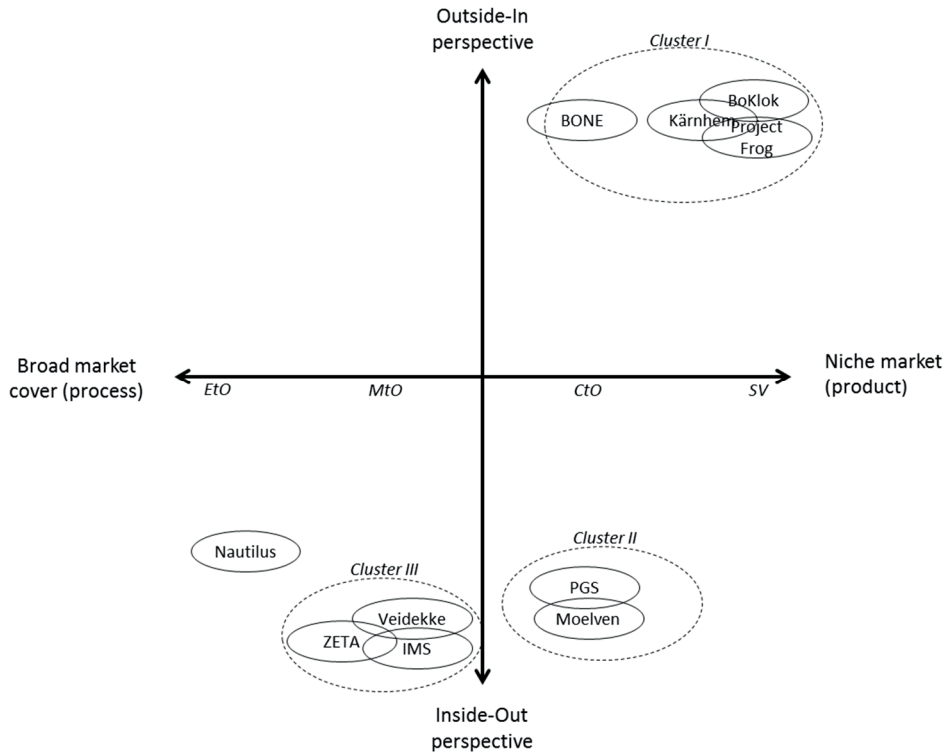 Outside-In
perspective
Cluster I
BoKlok
BONE
Kärnhem
Project
Frog
Broad market
cover (process)
Niche market
(product)
EtO
MtO
CtO
SV
Nautilus
Cluster II
Cluster III
PGS
Veidekke
Moelven
ZETA
IMS
Inside-Out
perspective